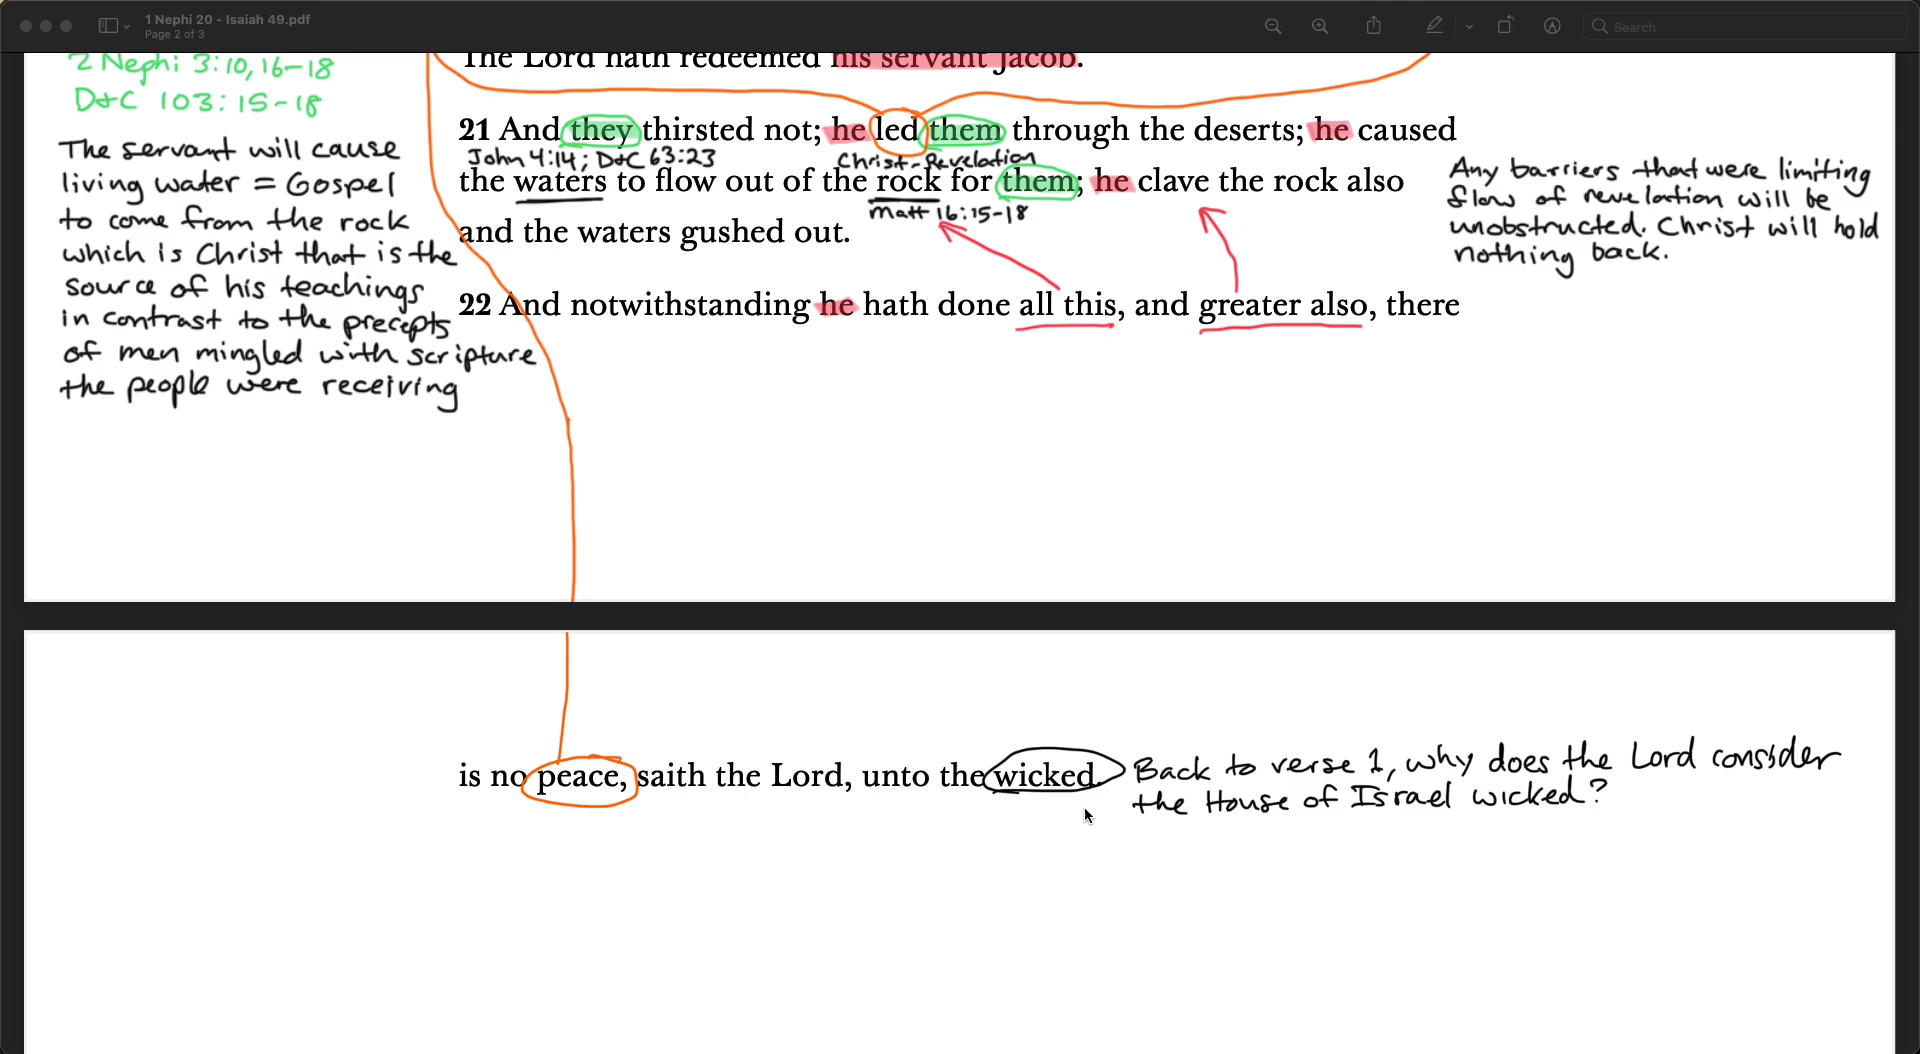 1 Nephi 20 - Isaiah 49.pdf
Page 2 of 3
Search
2 Nephi 3:10, 16-18
D+C 103:15-18
The servant will cause
living water = Gospel
to come from the rock
which is Christ that is the
source of his teachings
in contrast to the precepts
of men mingled with scripture
the people were receiving
The Lord hath redeemed his servant Jacob.
21 And they thirsted not; he led them through the deserts; he caused
John 4:14; D+C 63:23
Christ-Revelation
the waters to flow out of the rock for them; he clave the rock also
Matt 16:15-18
and the waters gushed out.
22 And notwithstanding he hath done all this, and greater also, there
Any barriers that were limiting
flow of revelation will be
unobstructed. Christ will hold
nothing back.
is no peace, saith the Lord, unto the wicked.
Back to verse 1, why does the Lord consider
the House of Israel wicked?